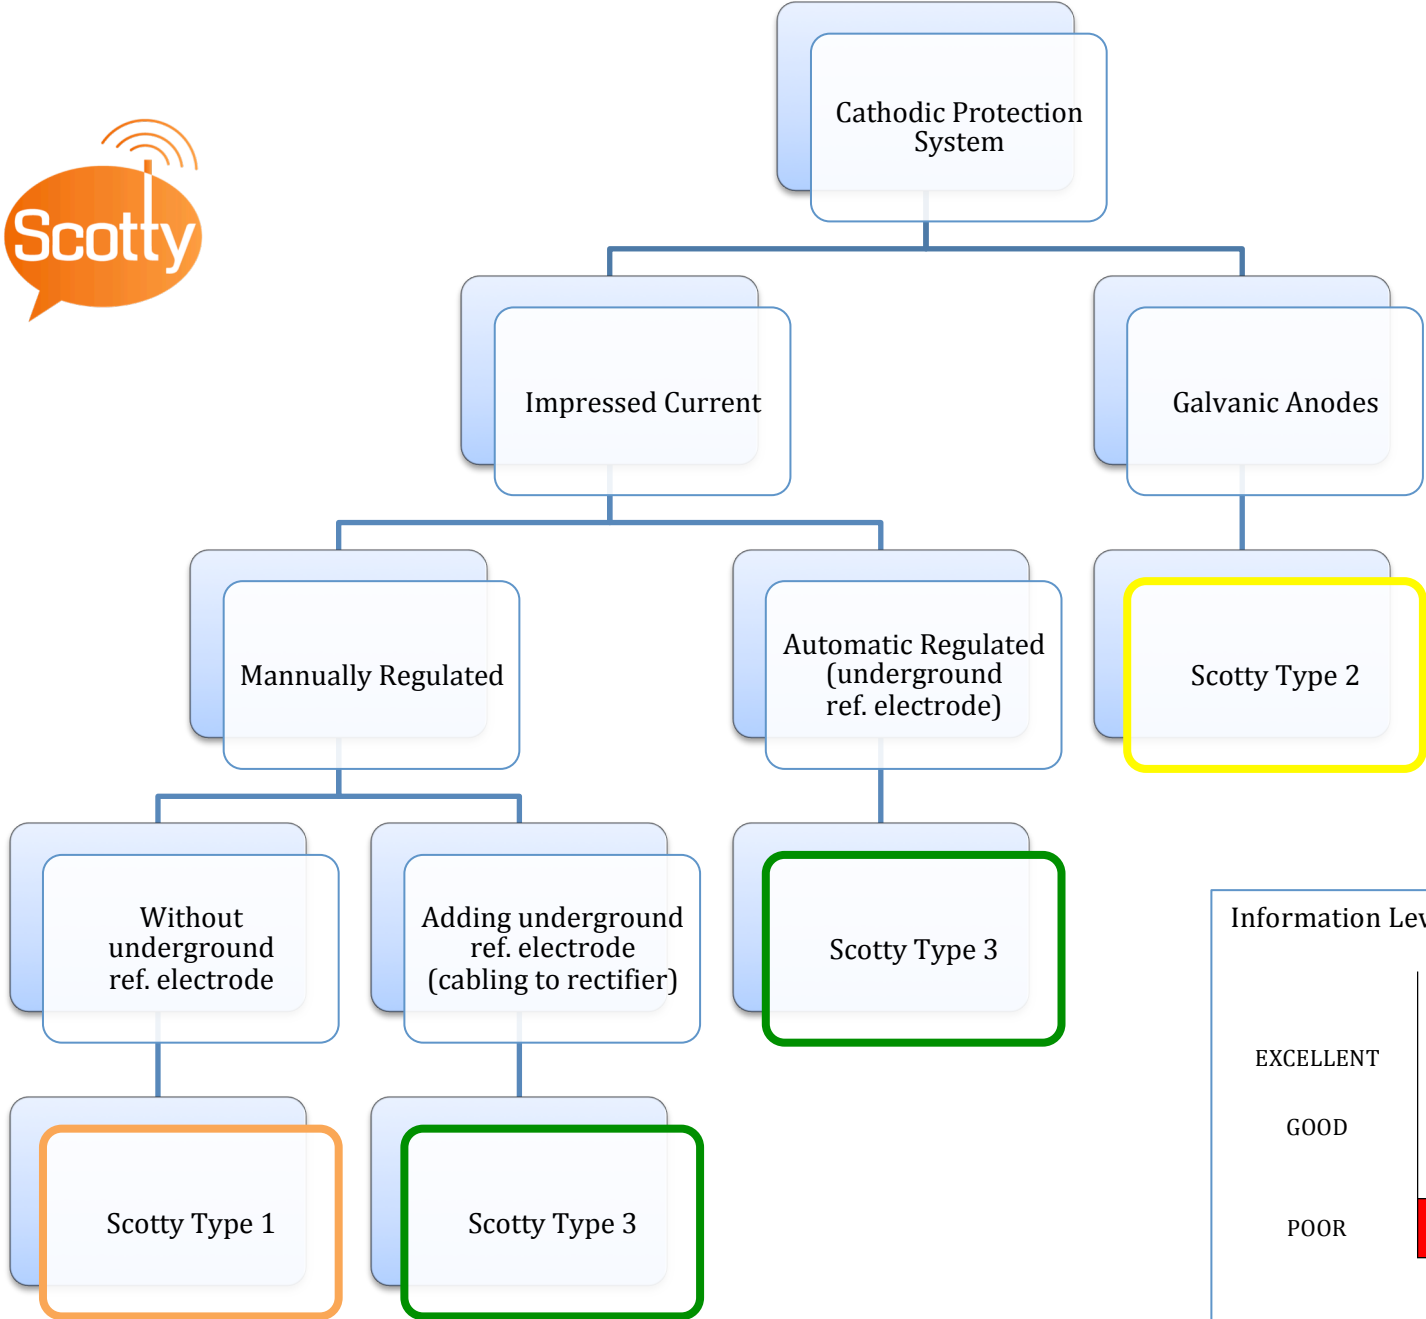 Scotty
Cathodic Protection
System
Impressed Current
Galvanic Anodes
Mannually Regulated
Automatic Regulated
(underground
ref. electrode)
Scotty Type 2
Without
underground
ref. electrode
Adding underground
ref. electrode
(cabling to rectifier)
Scotty Type 3
Scotty Type 1
Scotty Type 3
Information Lev
EXCELLENT
GOOD
POOR